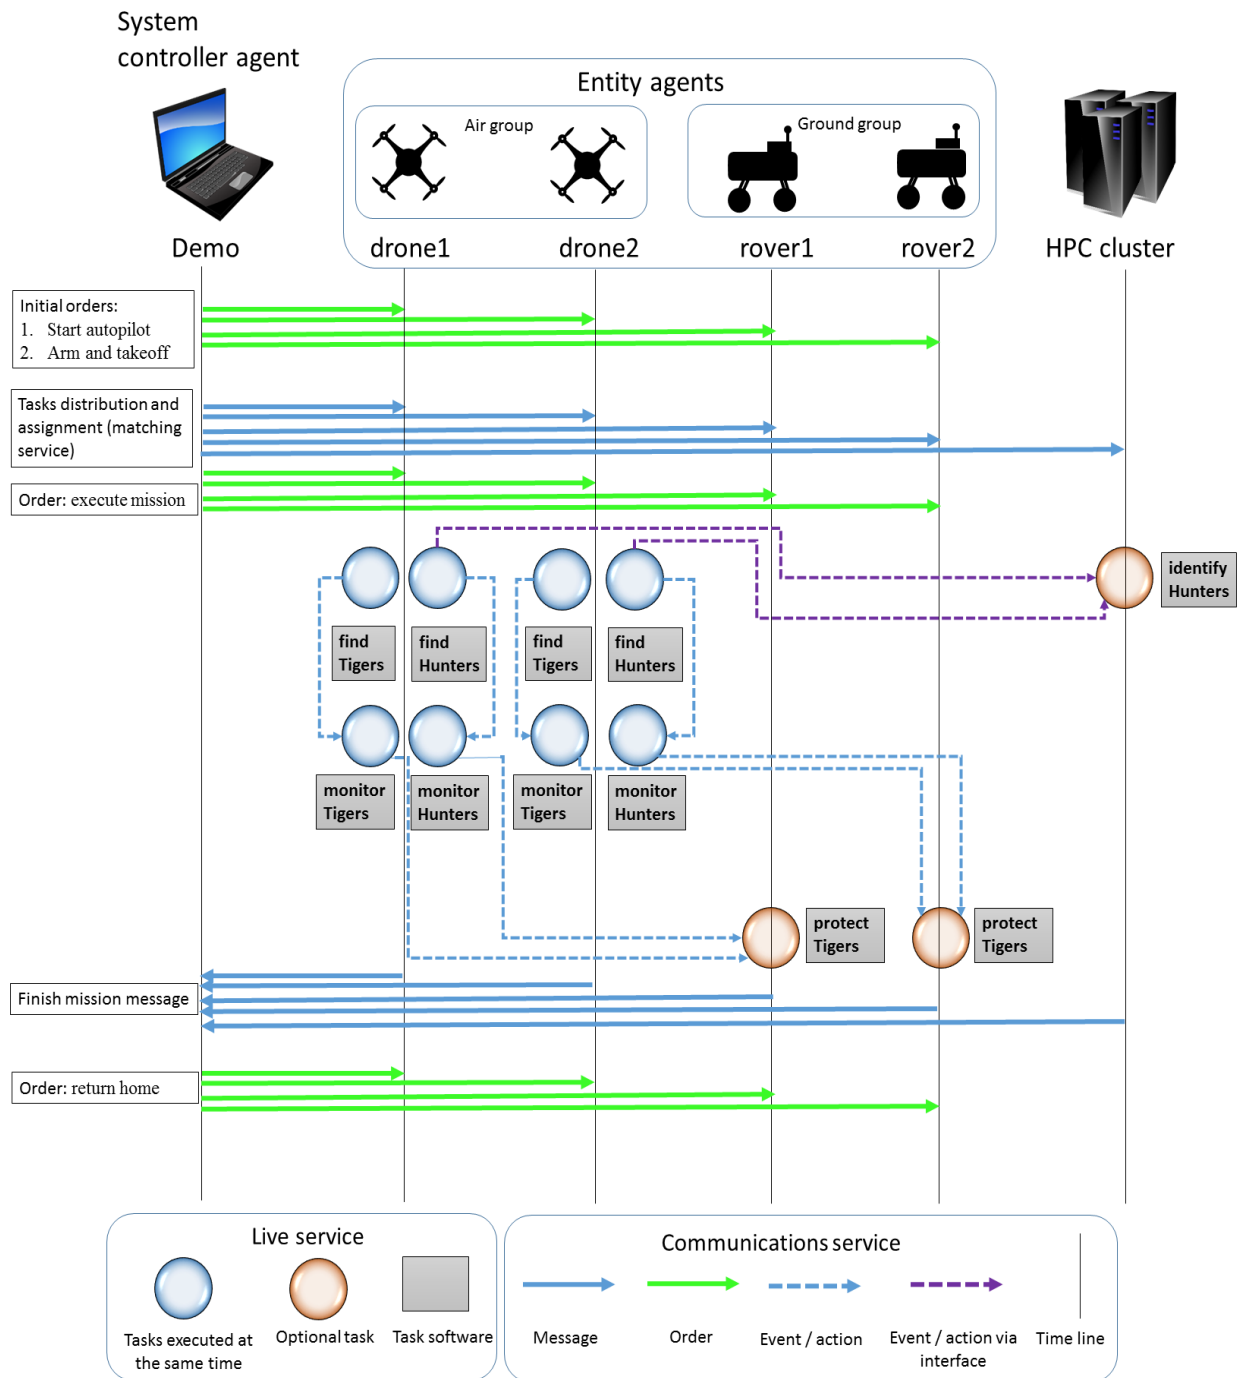 System
controller agent
Entity agents
Air group
Ground group
Demo
drone1
drone2
rover1
rover2
HPC cluster
Initial orders:
1. Start autopilot
2. Arm and takeoff
Tasks distribution and
assignment (matching
service)
Order: execute mission
identify
Hunters
find
Tigers
find
Hunters
find
Tigers
find
Hunters
monitor
Tigers
monitor
Hunters
monitor
Tigers
monitor
Hunters
protect
Tigers
protect
Tigers
Finish mission message
Order: return home
Live service
Tasks executed at
the same time
Optional task
Task software
Communications service
Message
Order
Event / action
Event / action via
interface
Time line